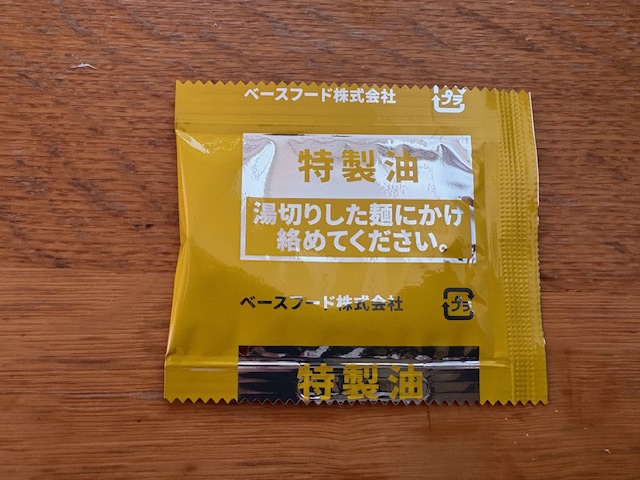 ベースフード株式会社
プラ
特製油
湯切りした麺にかけ
絡めてください。
ベースフード株式会社
プラ
特製油